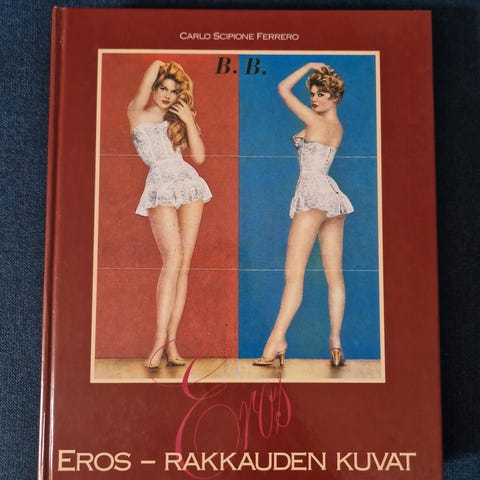 CARLO SCIPIONE FERRERO
B. B.
Eros
EROS – RAKKAUDEN KUVAT